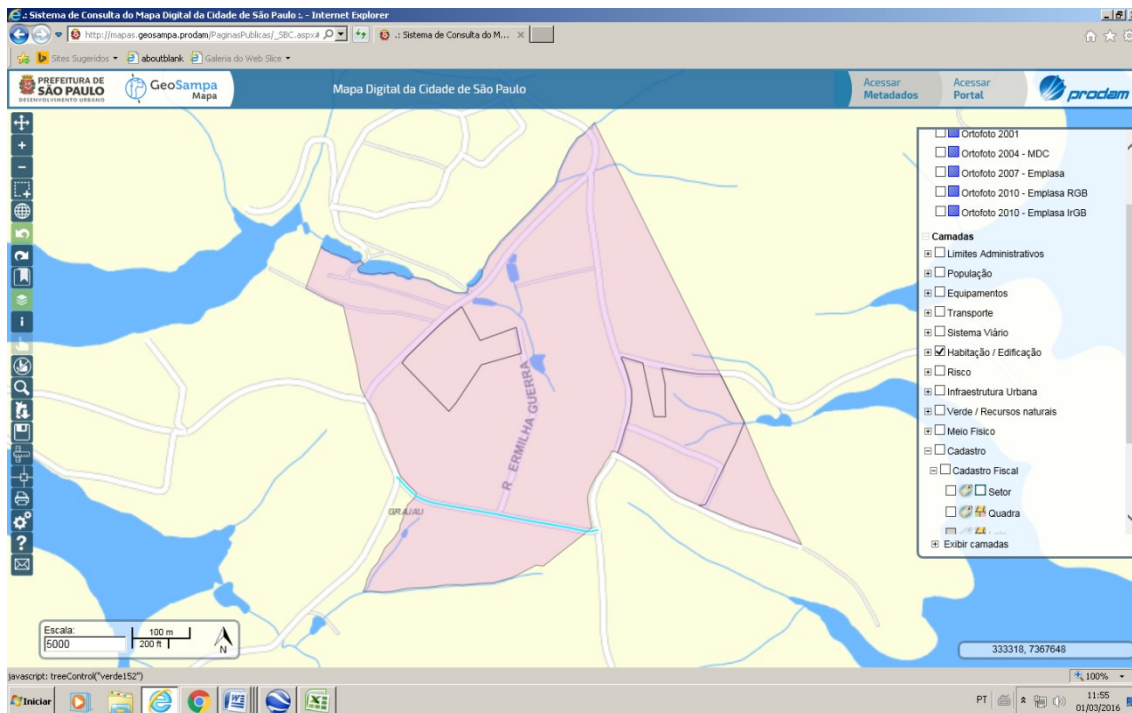 .: Sistema de Consulta do Mapa Digital da Cidade de São Paulo :. - Internet Explorer
http://mapas.geosampa.prodam/PaginasPublicas/_SBC.aspx#
.: Sistema de Consulta do M...
Sites Sugeridos
aboutblank
Galeria do Web Slice
PREFEITURA DE
SÃO PAULO
DESENVOLVIMENTO URBANO
GeoSampa
Mapa
Mapa Digital da Cidade de São Paulo
Acessar
Metadados
Acessar
Portal
prodam
Ortofoto 2001
Ortofoto 2004 - MDC
Ortofoto 2007 - Emplasa
Ortofoto 2010 - Emplasa RGB
Ortofoto 2010 - Emplasa IrGB
Camadas
Limites Administrativos
População
Equipamentos
Transporte
Sistema Viário
Habitação / Edificação
Risco
Infraestrutura Urbana
Verde / Recursos naturais
Meio Fisico
Cadastro
Cadastro Fiscal
Setor
Quadra
Exibir camadas
R ERMILHA GUERRA
GRAJAU
Escala:
5000
100 m
200 ft
N
333318, 7367648
javascript: treeControl("verde152")
100%
Iniciar
PT
11:55
01/03/2016